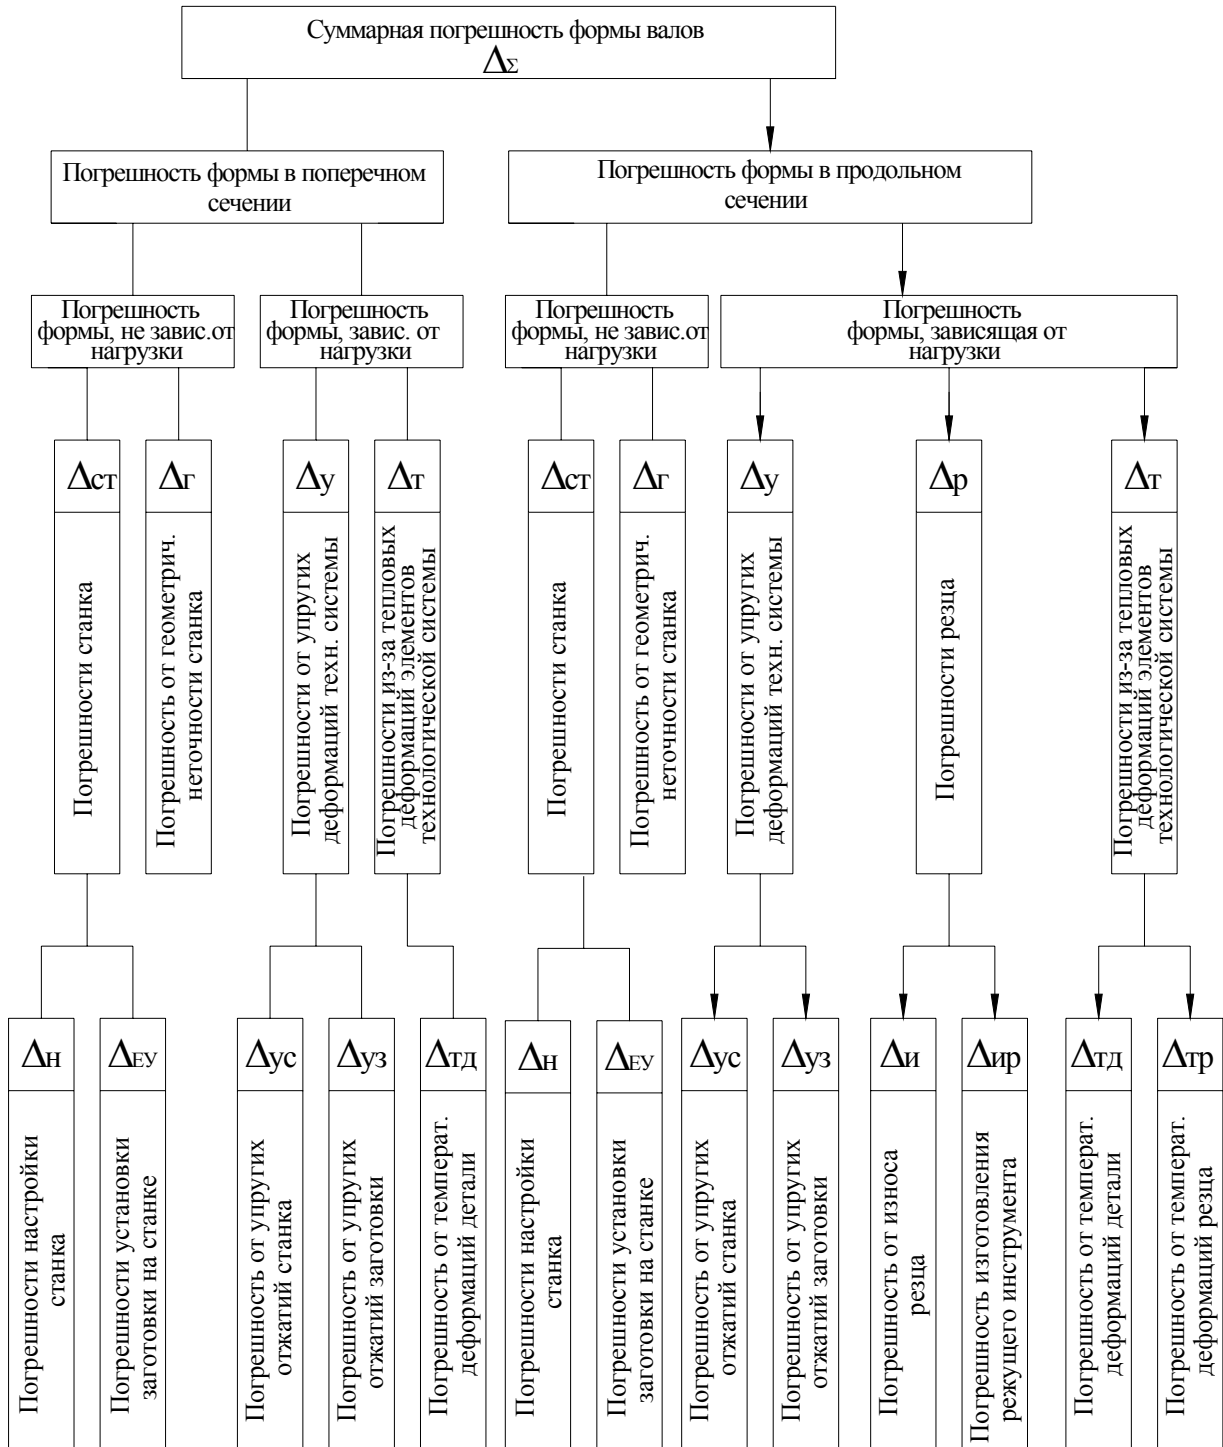 Суммарная погрешность формы валов
ΔΣ
Погрешность формы в поперечном
сечении
Погрешность формы в продольном
сечении
Погрешность
формы, не завис.от
нагрузки
Погрешность
формы, завис. от
нагрузки
Погрешность
формы, не завис.от
нагрузки
Погрешность
формы, зависящая от
нагрузки
Δст
Δг
Δу
Δт
Δст
Δг
Δу
Δр
Δт
Погрешности станка
Погрешность от геометрич.
неточности станка
Погрешности от упругих
деформаций техн. системы
Погрешности из-за тепловых
деформаций элементов
технологической системы
Погрешности станка
Погрешность от геометрич.
неточности станка
Погрешности от упругих
деформаций техн. системы
Погрешности резца
Погрешности из-за тепловых
деформаций элементов
технологической системы
Δн
ΔЕУ
Δус
Δуз
Δтд
Δн
ΔЕУ
Δус
Δуз
Δи
Δир
Δтд
Δтр
Погрешности настройки
станка
Погрешности установки
заготовки на станке
Погрешность от упругих
отжатий станка
Погрешность от упругих
отжатий заготовки
Погрешность от температ.
деформаций детали
Погрешности настройки
станка
Погрешности установки
заготовки на станке
Погрешность от упругих
отжатий станка
Погрешность от упругих
отжатий заготовки
Погрешность от износа
резца
Погрешность изготовления
режущего инструмента
Погрешность от температ.
деформаций детали
Погрешность от температ.
деформаций резца